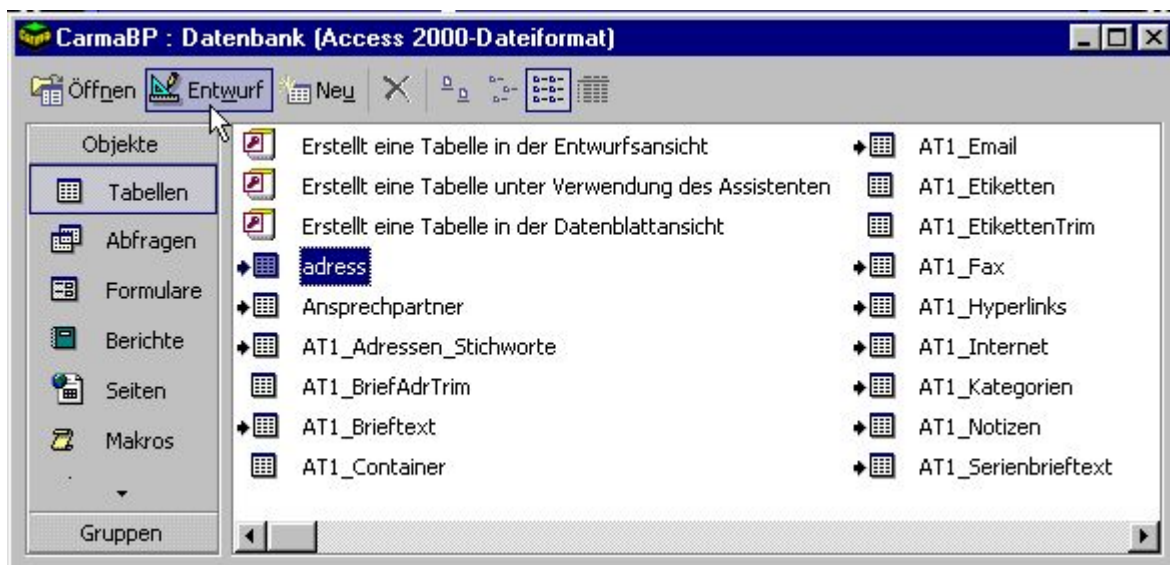 CarmaBP : Datenbank (Access 2000-Dateiformat)
Öffnen Entwurf Neu
Objekte
Tabellen
Abfragen
Formulare
Berichte
Seiten
Makros
Gruppen
Erstellt eine Tabelle in der Entwurfsansicht
Erstellt eine Tabelle unter Verwendung des Assistenten
Erstellt eine Tabelle in der Datenblattansicht
adress
Ansprechpartner
AT1_Adressen_Stichworte
AT1_BriefAdrTrim
AT1_Brieftext
AT1_Container
AT1_Email
AT1_Etiketten
AT1_EtikettenTrim
AT1_Fax
AT1_Hyperlinks
AT1_Internet
AT1_Kategorien
AT1_Notizen
AT1_Serienbrieftext